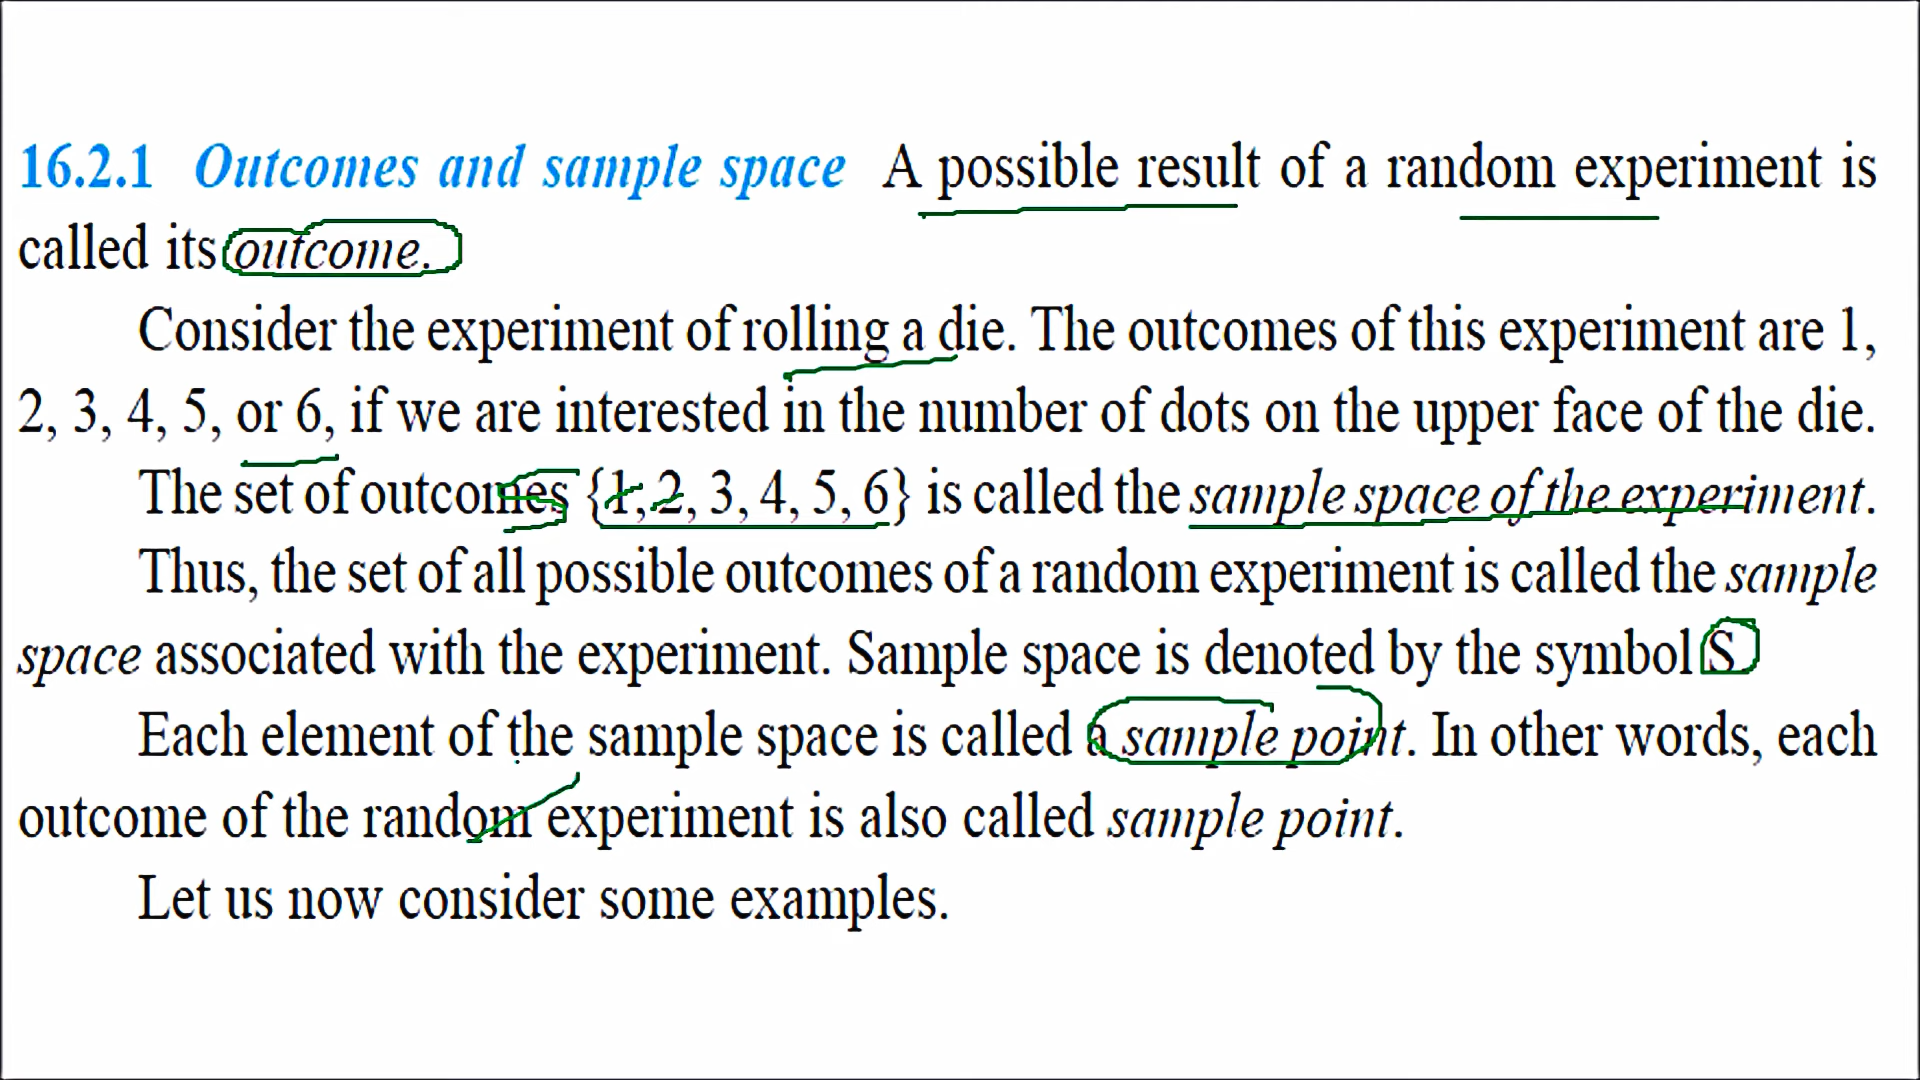 16.2.1 Outcomes and sample space A possible result of a random experiment is
called its outcome.
Consider the experiment of rolling a die. The outcomes of this experiment are 1,
2, 3, 4, 5, or 6, if we are interested in the number of dots on the upper face of the die.
The set of outcomes {1, 2, 3, 4, 5, 6} is called the sample space of the experiment.
Thus, the set of all possible outcomes of a random experiment is called the sample
space associated with the experiment. Sample space is denoted by the symbol S
Each element of the sample space is called a sample point. In other words, each
outcome of the random experiment is also called sample point.
Let us now consider some examples.